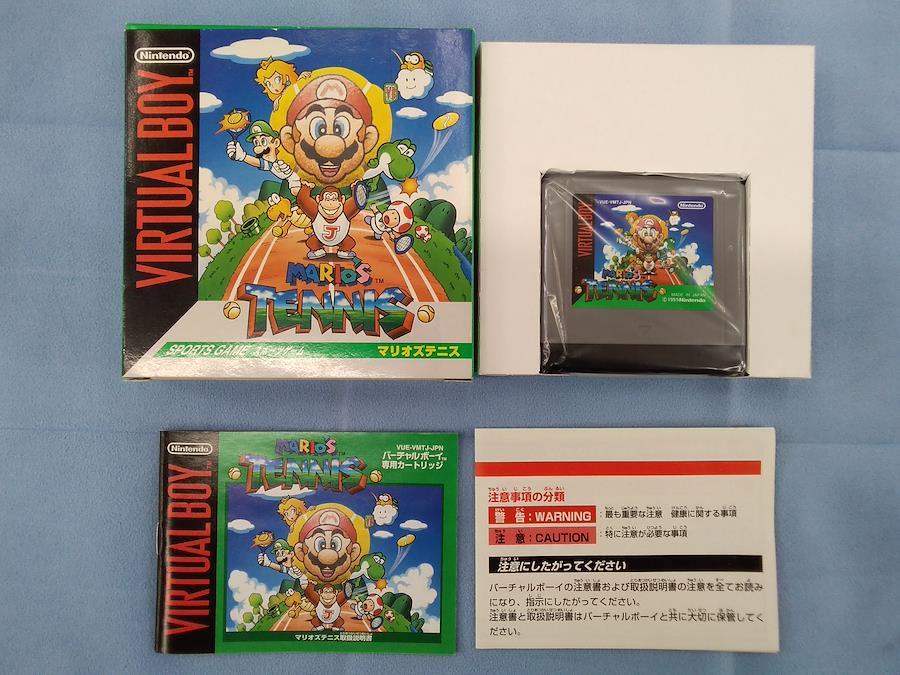 Nintendo
VIRTUAL BOY™
J
MARIO'S™
TENNIS
SPORTS GAME スポーツゲーム
マリオズテニス
VUE-VMTJ-JPN
Nintendo
VIRTUAL BOY
MARIO'S
TENNIS
MADE IN JAPAN
©1995 Nintendo
Nintendo
VIRTUAL BOY
MARIO'S™
TENNIS
VUE-VMTJ-JPN
バーチャルボーイ™
専用カートリッジ
J
マリオズテニス取扱説明書
注意事項の分類
警告:WARNING :最も重要な注意 健康に関する事項
注意:CAUTION :特に注意が必要な事項
注意にしたがってください
バーチャルボーイの注意書および取扱説明書の注意を全てお読み
になり、指示にしたがってください。
注意書と取扱説明書はバーチャルボーイと共に大切に保管してく
ださい。